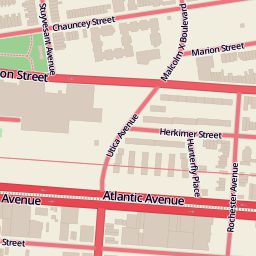 Chauncey Street
Stuyvesant Avenue
Malcolm X Boulevard
Marion Street
on Street
Utica Avenue
Herkimer Street
Hunterfly Place
Rochester Avenue
Avenue
Atlantic Avenue
Street